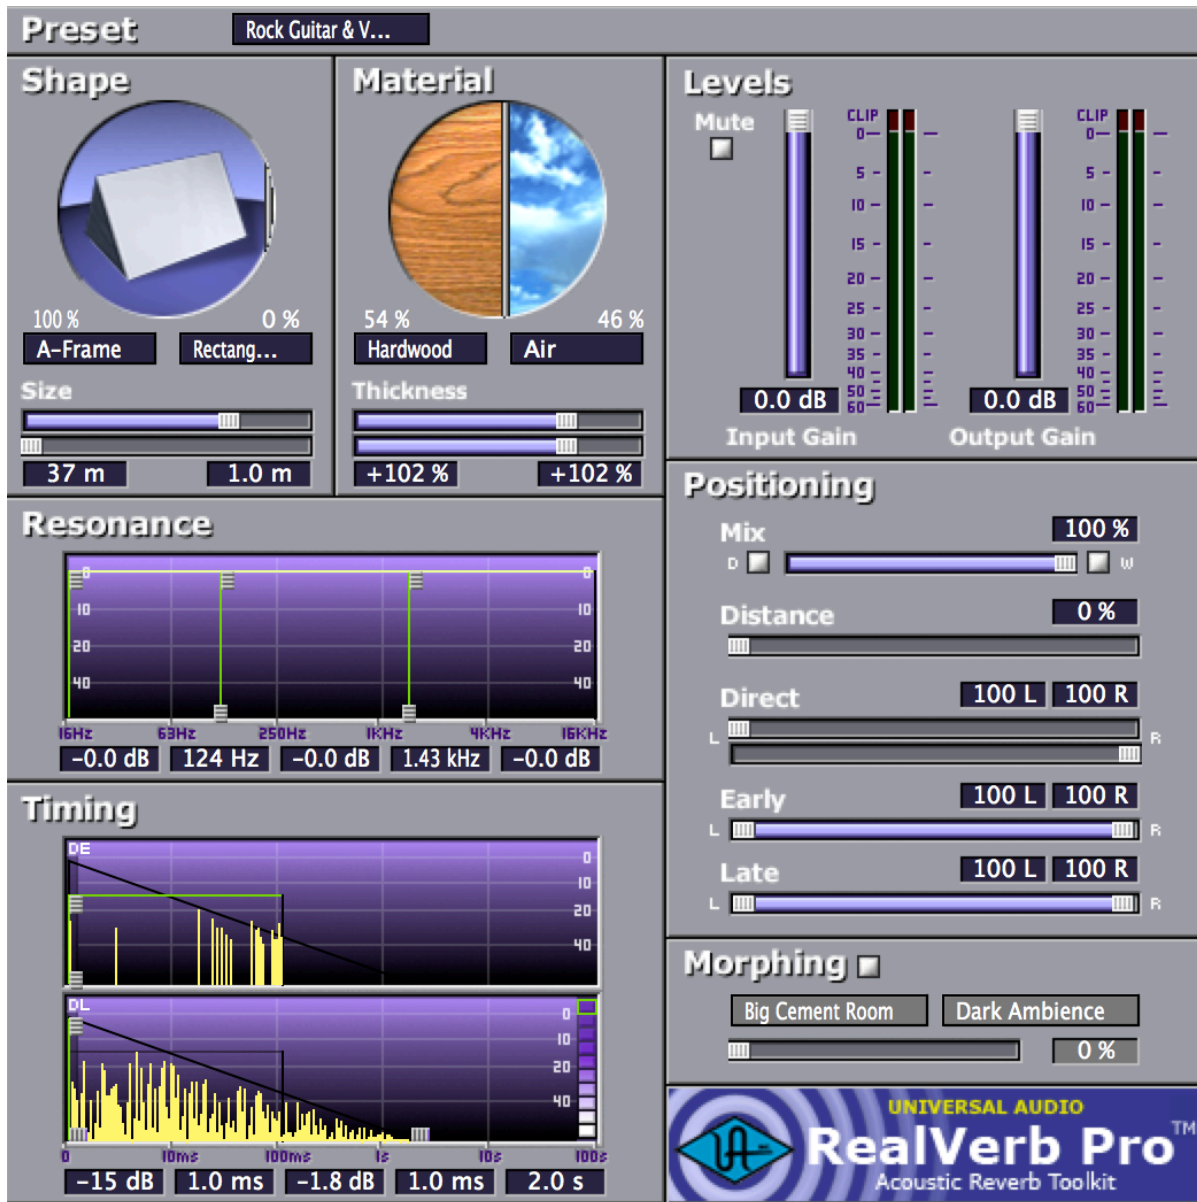 Preset Rock Guitar & V...
Shape
100 % 0 %
A-Frame Rectang...
Size
37 m 1.0 m
Material
54 % 46 %
Hardwood Air
Thickness
+102 % +102 %
Levels
Mute
CLIP CLIP
0 0
5 5
10 10
15 15
20 20
25 25
30 30
35 35
40 40
50 50
60 60
0.0 dB 0.0 dB
Input Gain Output Gain
Resonance
0 0
10 10
20 20
40 40
16Hz 63Hz 250Hz 1KHz 4KHz 16KHz
-0.0 dB 124 Hz -0.0 dB 1.43 kHz -0.0 dB
Timing
DE
0
10
20
40
DL
0
10
20
40
0 10ms 100ms 1s 10s 100s
-15 dB 1.0 ms -1.8 dB 1.0 ms 2.0 s
Positioning
Mix 100 %
D W
Distance 0 %
Direct 100 L 100 R
L R
Early 100 L 100 R
L R
Late 100 L 100 R
L R
Morphing
Big Cement Room Dark Ambience
0 %
UNIVERSAL AUDIO
UA RealVerb Pro TM
Acoustic Reverb Toolkit